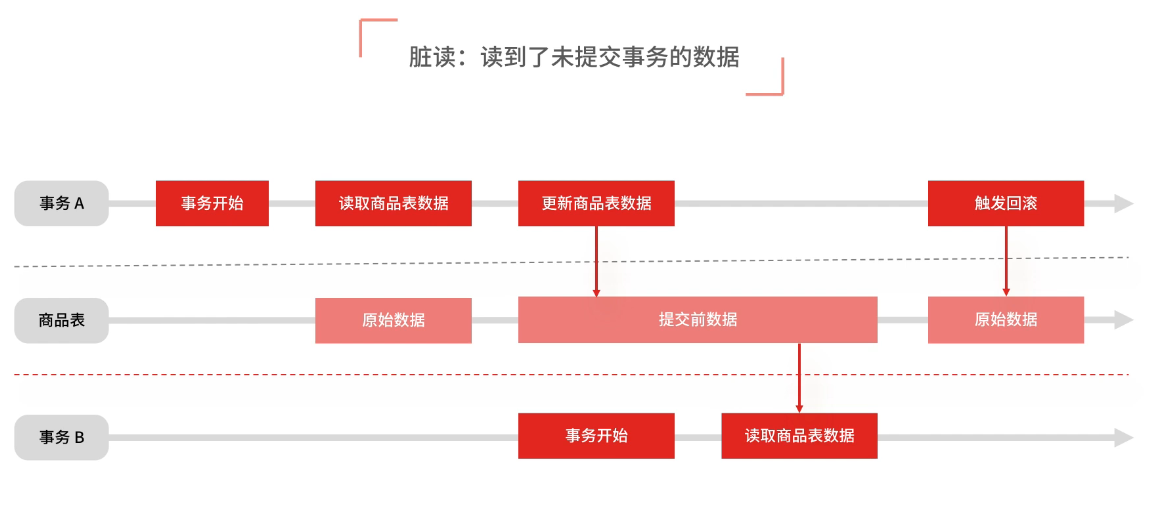 脏读：读到了未提交事务的数据
事务 A
事务开始
读取商品表数据
更新商品表数据
触发回滚
商品表
原始数据
提交前数据
原始数据
事务 B
事务开始
读取商品表数据